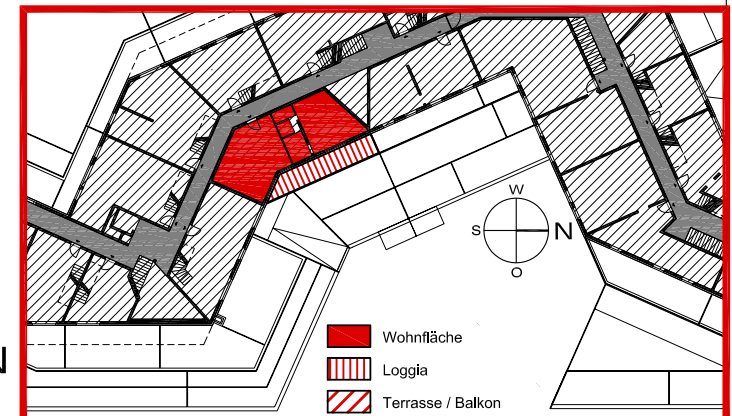 W
S N
O
N
Wohnfläche
Loggia
Terrasse / Balkon